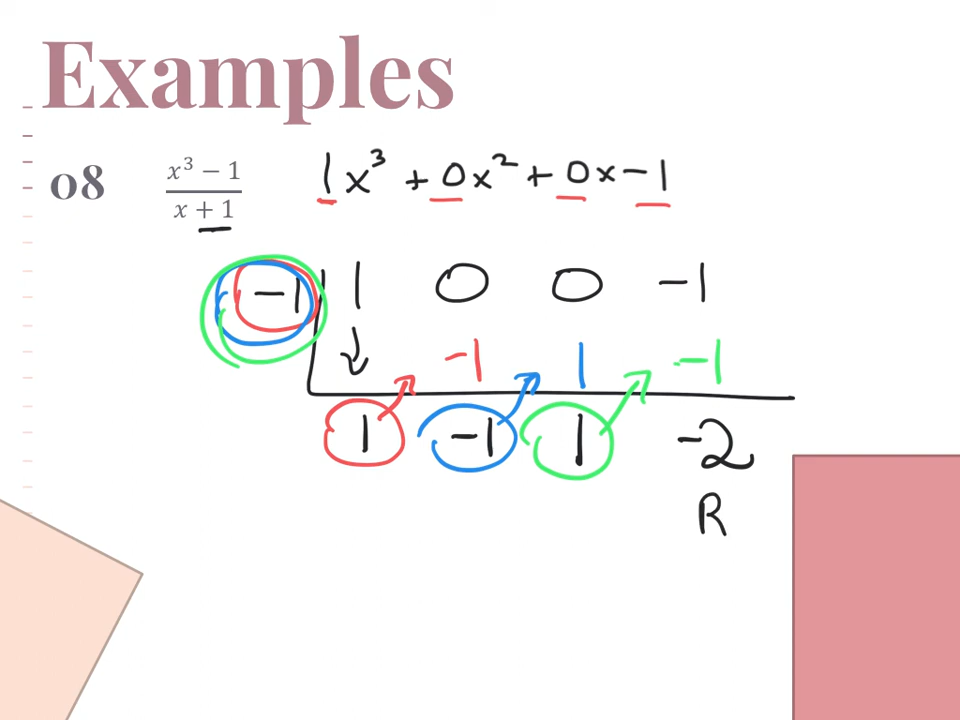 Examples
08 x³ − 1 / x + 1 1x³ + 0x² + 0x − 1
−1 1 0 0 −1
−1 1 −1
1 −1 1 −2
R